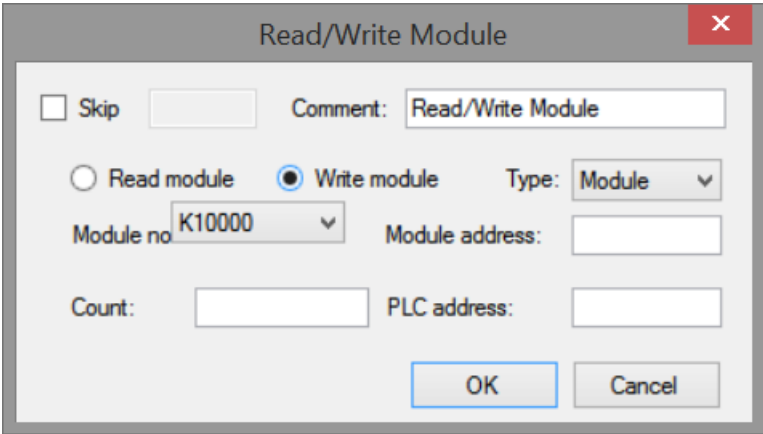 Read/Write Module
Skip Comment: Read/Write Module
Read module Write module Type: Module
Module no K10000 Module address:
Count: PLC address:
OK Cancel